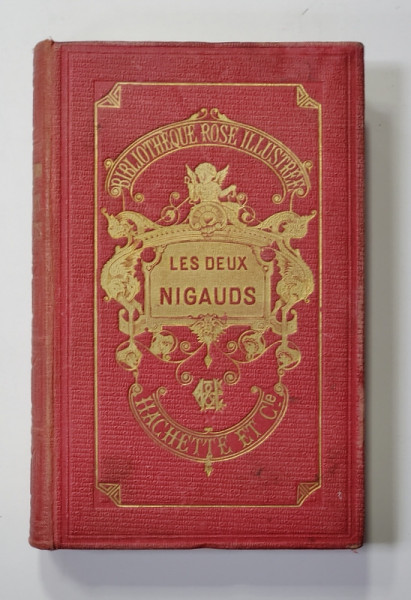 BIBLIOTHÈQUE ROSE ILLUSTRÉE
LES DEUX
NIGAUDS
HACHETTE ET Cie